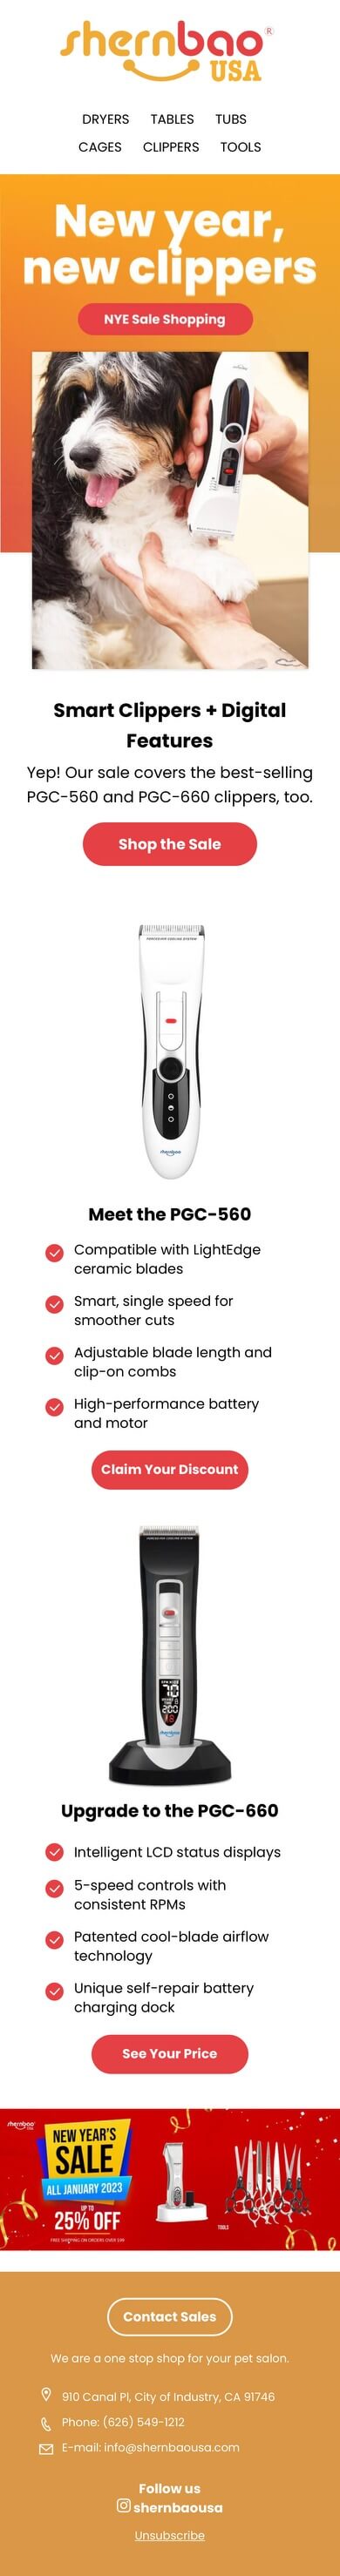 shernbao®
USA
DRYERS TABLES TUBS
CAGES CLIPPERS TOOLS
New year,
new clippers
NYE Sale Shopping
Smart Clippers + Digital
Features
Yep! Our sale covers the best-selling
PGC-560 and PGC-660 clippers, too.
Shop the Sale
shernbao
Meet the PGC-560
Compatible with LightEdge
ceramic blades
Smart, single speed for
smoother cuts
Adjustable blade length and
clip-on combs
High-performance battery
and motor
Claim Your Discount
70
200
shernbao
Upgrade to the PGC-660
Intelligent LCD status displays
5-speed controls with
consistent RPMs
Patented cool-blade airflow
technology
Unique self-repair battery
charging dock
See Your Price
shernbao
USA
NEW YEAR'S
SALE
ALL JANUARY 2023
UP TO
25% OFF
TOOLS
Contact Sales
We are a one stop shop for your pet salon.
910 Canal Pl, City of Industry, CA 91746
Phone: (626) 549-1212
E-mail: info@shernbaousa.com
Follow us
shernbaousa
Unsubscribe